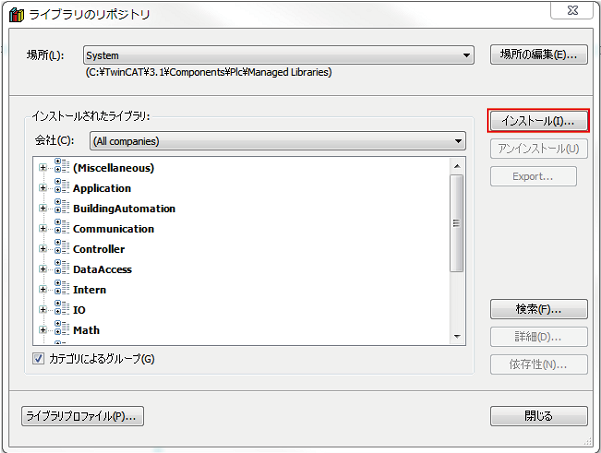 ライブラリのリポジトリ
場所(L): System 場所の編集(E)...
(C:¥TwinCAT¥3.1¥Components¥Plc¥Managed Libraries)
インストールされたライブラリ:
インストール(I)...
会社(C): (All companies)
アンインストール(U)
(Miscellaneous)
Export...
Application
BuildingAutomation
Communication
Controller
DataAccess
Intern
IO
検索(F)...
Math
詳細(D)...
カテゴリによるグループ(G)
依存性(N)...
ライブラリプロファイル(P)... 閉じる